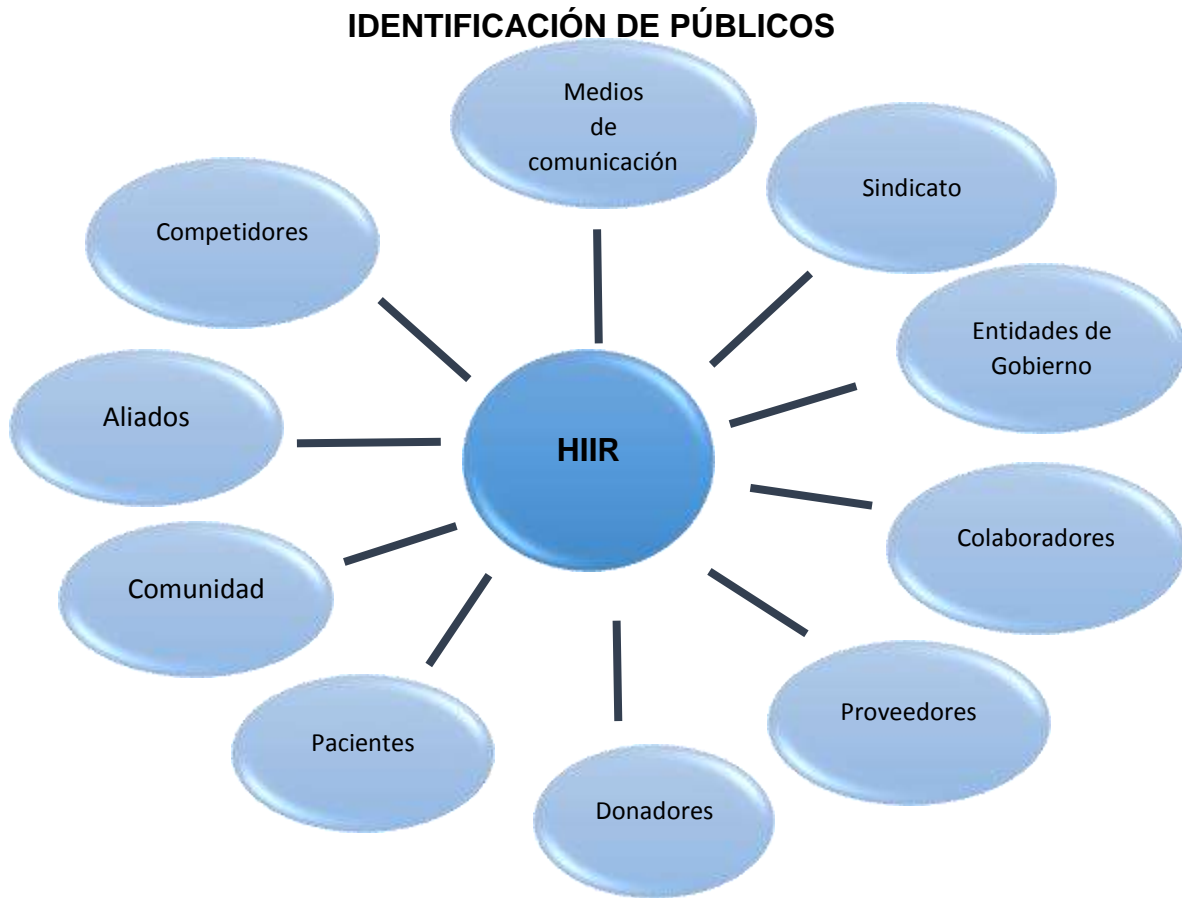 IDENTIFICACIÓN DE PÚBLICOS
Medios
de
comunicación
Sindicato
Entidades de
Gobierno
Colaboradores
Proveedores
Donadores
Pacientes
Comunidad
Aliados
Competidores
HIIR